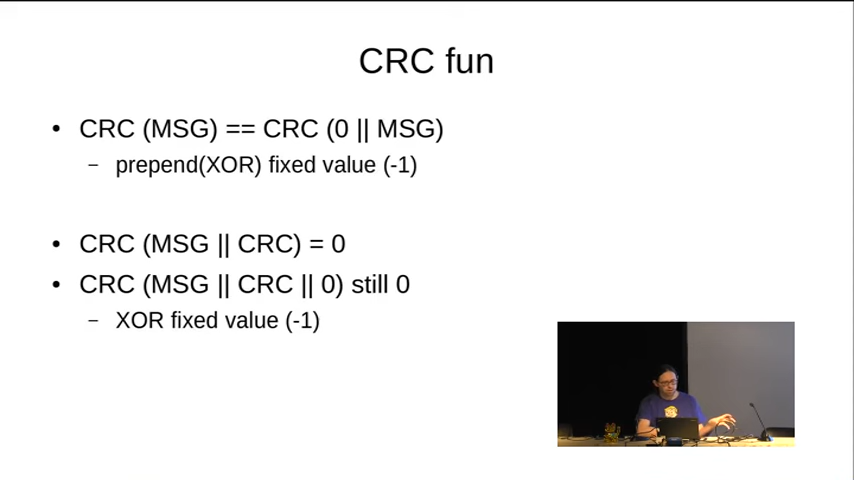 CRC fun
• CRC (MSG) == CRC (0 || MSG)
– prepend(XOR) fixed value (-1)
• CRC (MSG || CRC) = 0
• CRC (MSG || CRC || 0) still 0
– XOR fixed value (-1)